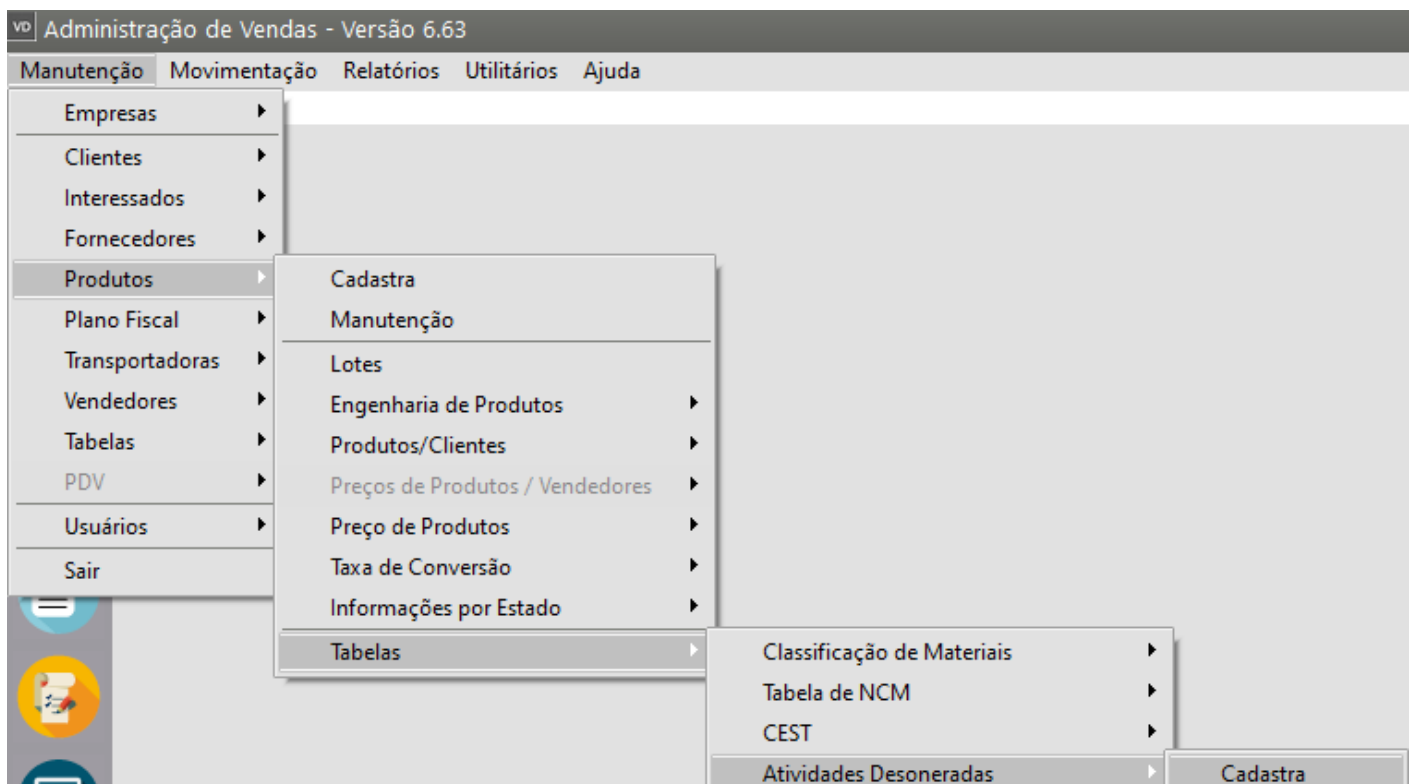 VD Administração de Vendas - Versão 6.63
Manutenção Movimentação Relatórios Utilitários Ajuda
Empresas
Clientes
Interessados
Fornecedores
Produtos
Plano Fiscal
Transportadoras
Vendedores
Tabelas
PDV
Usuários
Sair
Cadastra
Manutenção
Lotes
Engenharia de Produtos
Produtos/Clientes
Preços de Produtos / Vendedores
Preço de Produtos
Taxa de Conversão
Informações por Estado
Tabelas
Classificação de Materiais
Tabela de NCM
CEST
Atividades Desoneradas
Cadastra